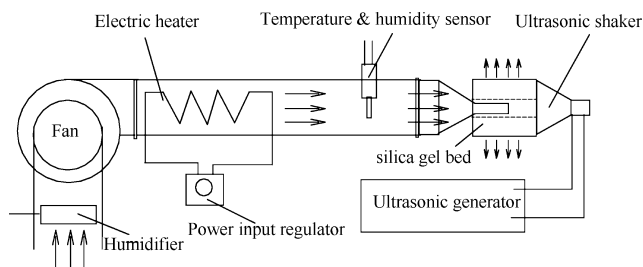 Temperature & humidity sensor
Electric heater
Ultrasonic shaker
Fan
silica gel bed
Ultrasonic generator
Power input regulator
Humidifier